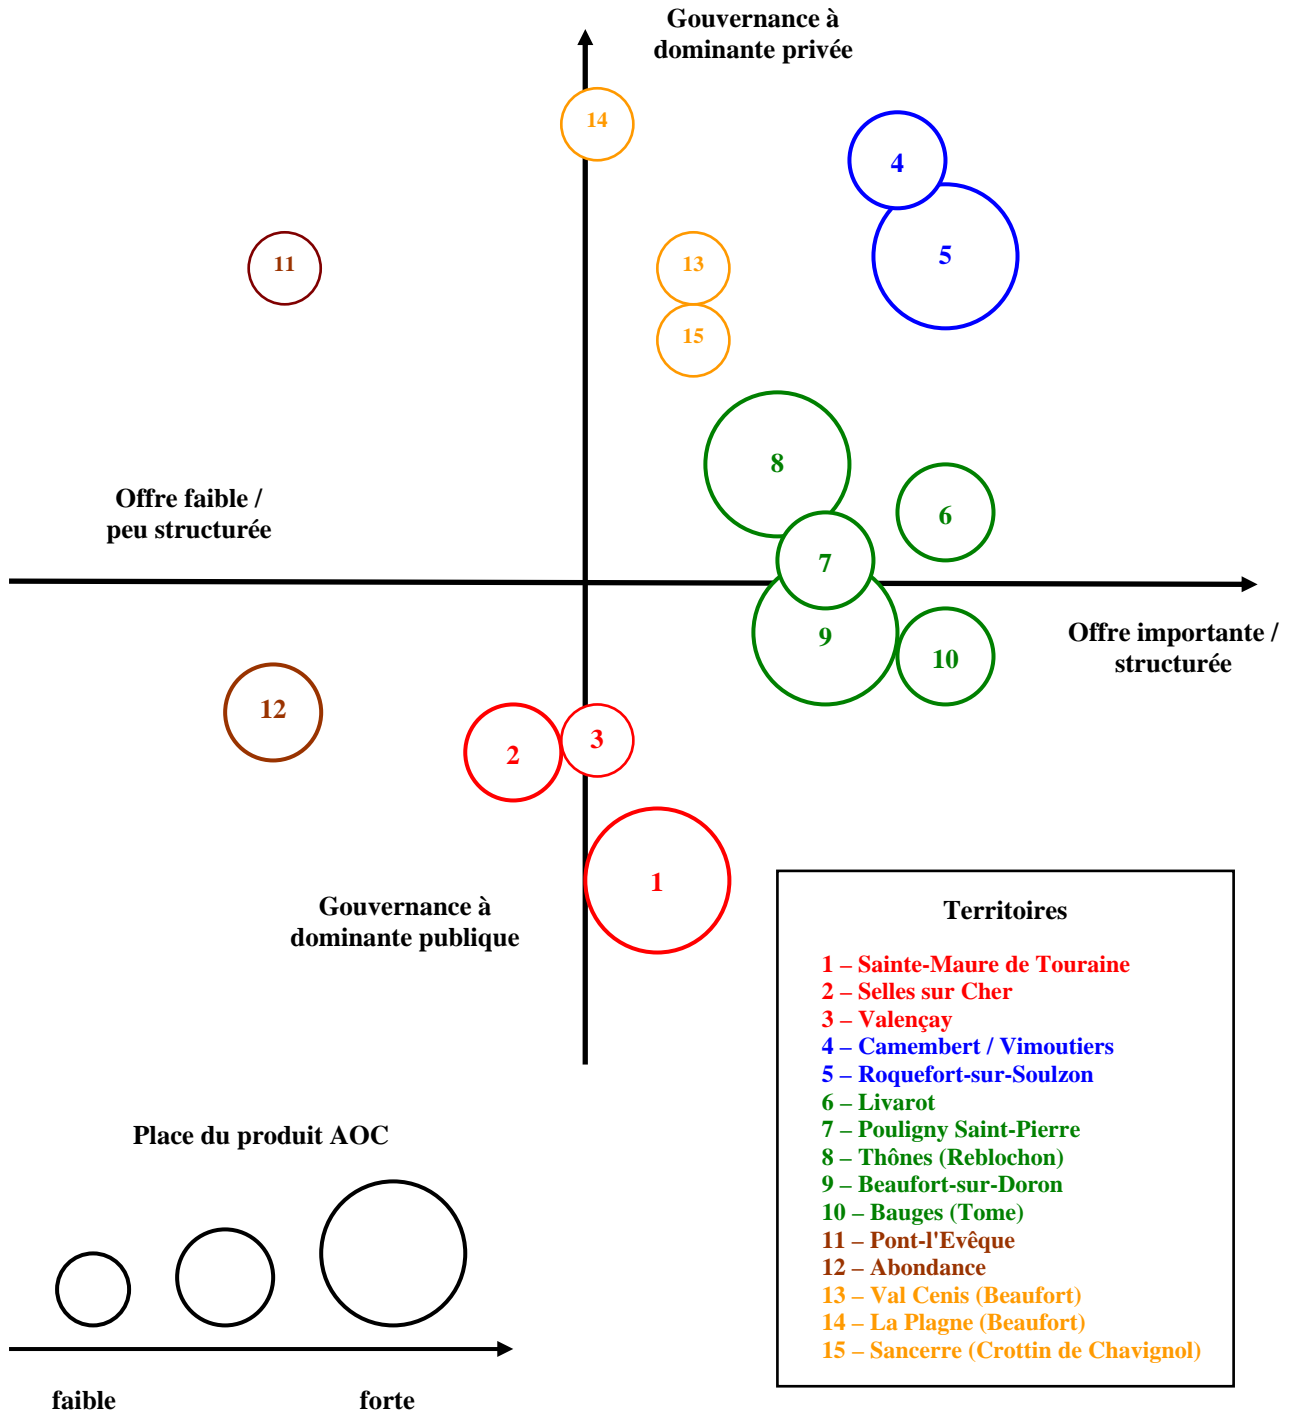 Gouvernance à
dominante privée
14
4
5
11
13
15
8
6
Offre faible /
peu structurée
7
9
10
Offre importante /
structurée
12
2
3
1
Gouvernance à
dominante publique
Territoires
1 – Sainte-Maure de Touraine
2 – Selles sur Cher
3 – Valençay
4 – Camembert / Vimoutiers
5 – Roquefort-sur-Soulzon
6 – Livarot
7 – Pouligny Saint-Pierre
8 – Thônes (Reblochon)
9 – Beaufort-sur-Doron
10 – Bauges (Tome)
11 – Pont-l'Evêque
12 – Abondance
13 – Val Cenis (Beaufort)
14 – La Plagne (Beaufort)
15 – Sancerre (Crottin de Chavignol)
Place du produit AOC
faible
forte